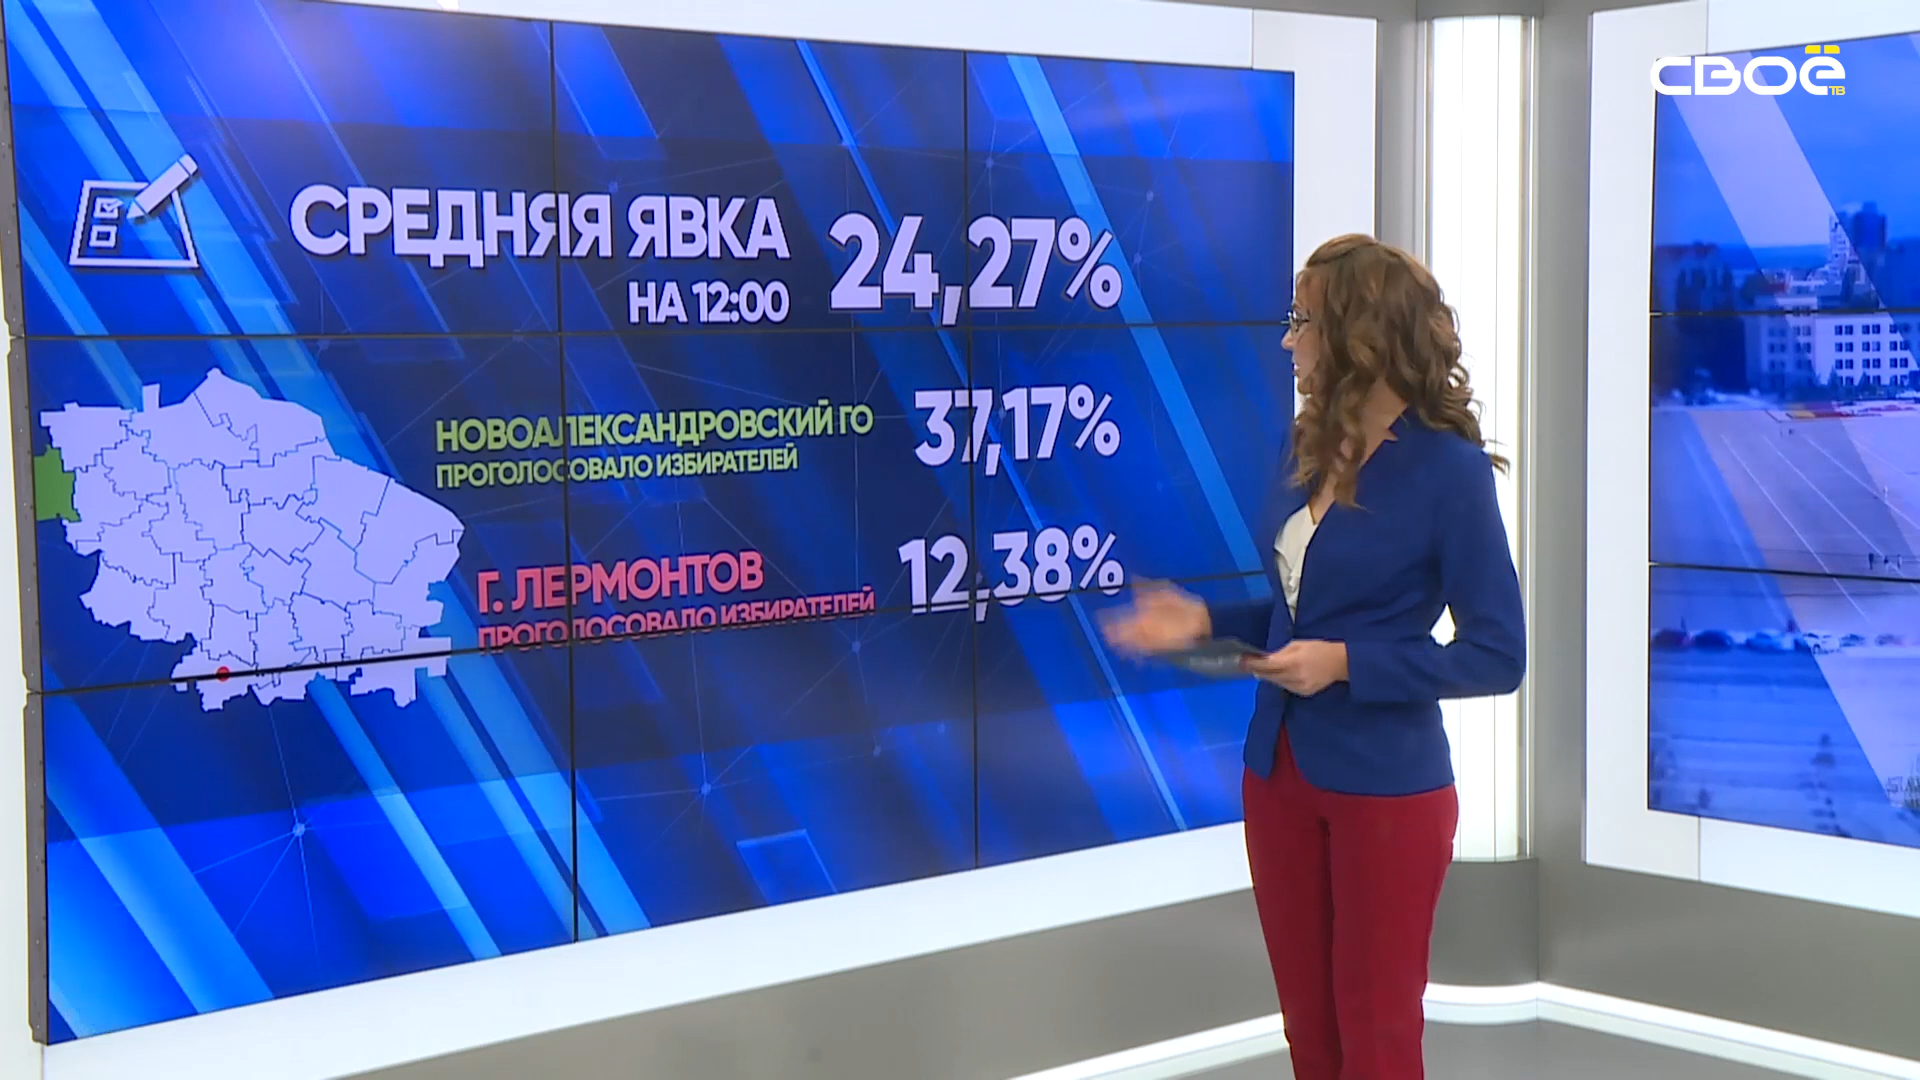 СВОЁ
ТВ
СРЕДНЯЯ ЯВКА
НА 12:00
24,27%
НОВОАЛЕКСАНДРОВСКИЙ ГО
ПРОГОЛОСОВАЛО ИЗБИРАТЕЛЕЙ
37,17%
Г. ЛЕРМОНТОВ
ПРОГОЛОСОВАЛО ИЗБИРАТЕЛЕЙ
12,38%